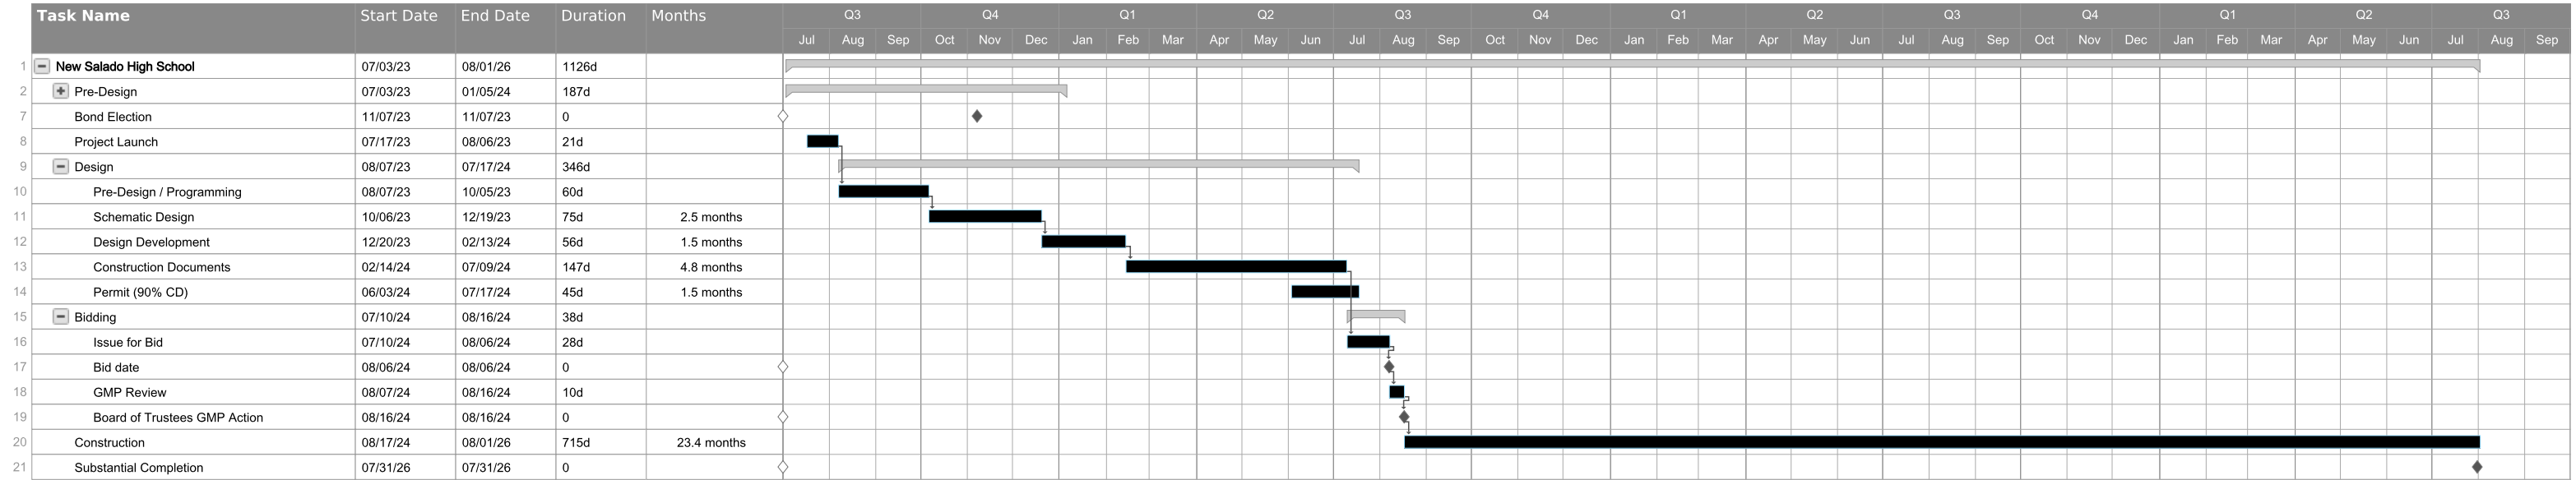 Task Name Start Date End Date Duration Months Q3 Q4 Q1 Q2 Q3 Q4 Q1 Q2 Q3 Q4 Q1 Q2 Q3
Jul Aug Sep Oct Nov Dec Jan Feb Mar Apr May Jun Jul Aug Sep Oct Nov Dec Jan Feb Mar Apr May Jun Jul Aug Sep Oct Nov Dec Jan Feb Mar Apr May Jun Jul Aug Sep
1 New Salado High School 07/03/23 08/01/26 1126d
2 Pre-Design 07/03/23 01/05/24 187d
7 Bond Election 11/07/23 11/07/23 0
8 Project Launch 07/17/23 08/06/23 21d
9 Design 08/07/23 07/17/24 346d
10 Pre-Design / Programming 08/07/23 10/05/23 60d
11 Schematic Design 10/06/23 12/19/23 75d 2.5 months
12 Design Development 12/20/23 02/13/24 56d 1.5 months
13 Construction Documents 02/14/24 07/09/24 147d 4.8 months
14 Permit (90% CD) 06/03/24 07/17/24 45d 1.5 months
15 Bidding 07/10/24 08/16/24 38d
16 Issue for Bid 07/10/24 08/06/24 28d
17 Bid date 08/06/24 08/06/24 0
18 GMP Review 08/07/24 08/16/24 10d
19 Board of Trustees GMP Action 08/16/24 08/16/24 0
20 Construction 08/17/24 08/01/26 715d 23.4 months
21 Substantial Completion 07/31/26 07/31/26 0